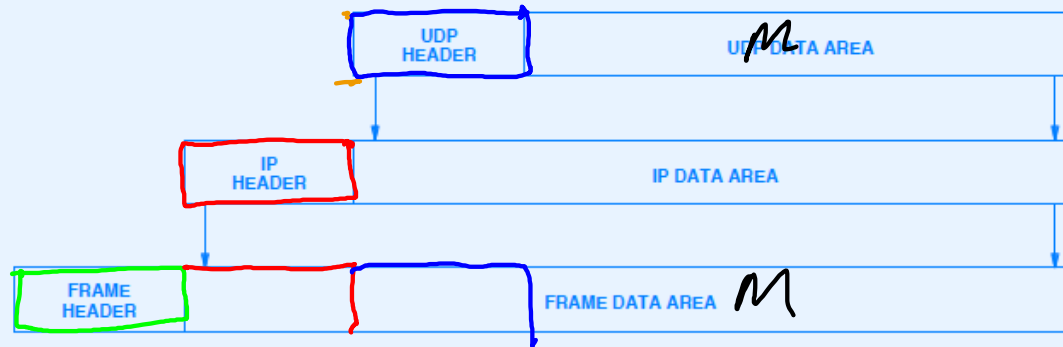 UDP
HEADER
UDP DATA AREA
M
IP
HEADER
IP DATA AREA
FRAME
HEADER
FRAME DATA AREA
M